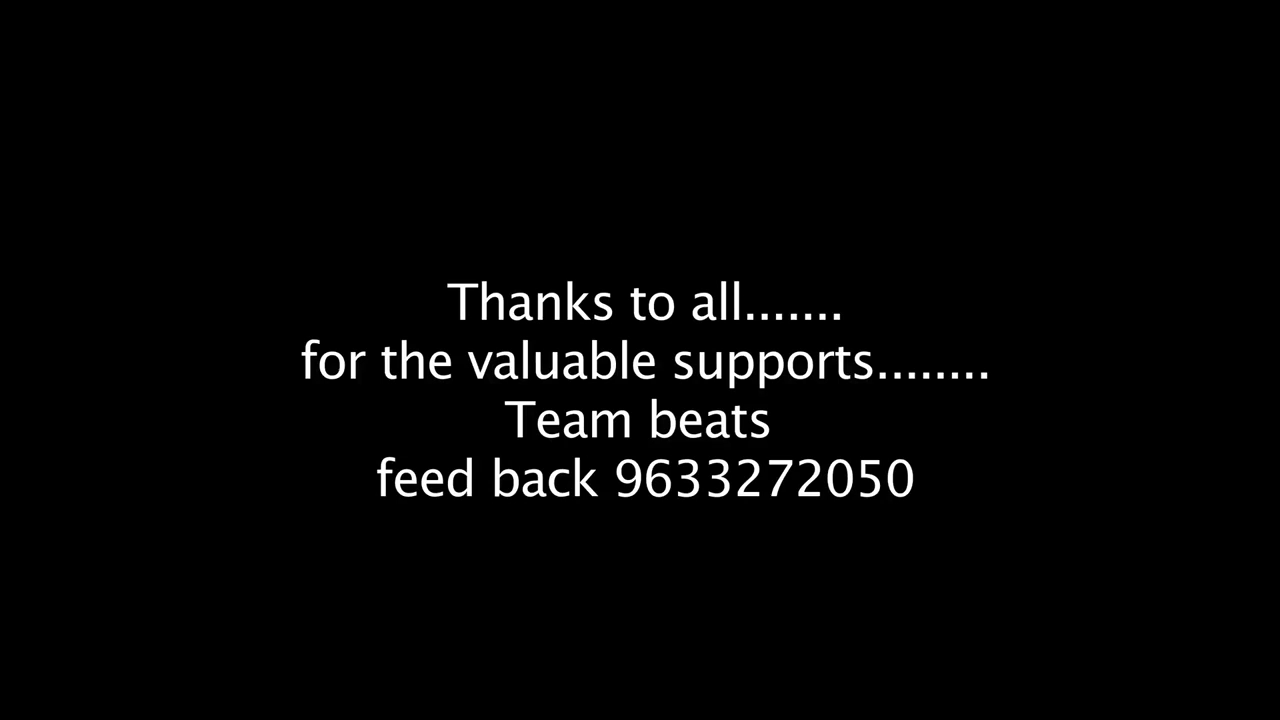 Thanks to all.......
for the valuable supports........
Team beats
feed back 9633272050